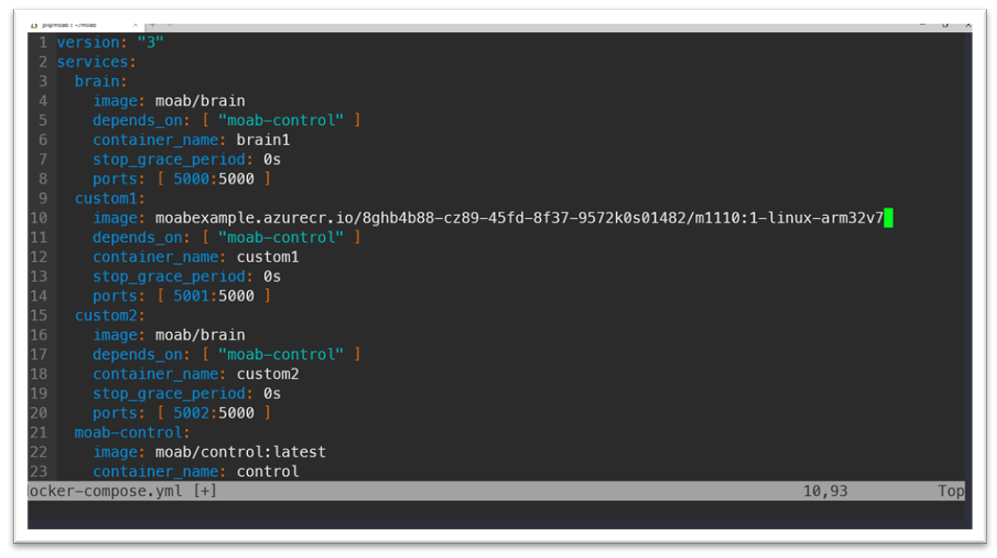 1 version: "3"
2 services:
3   brain:
4     image: moab/brain
5     depends_on: [ "moab-control" ]
6     container_name: brain1
7     stop_grace_period: 0s
8     ports: [ 5000:5000 ]
9   custom1:
10     image: moabexample.azurecr.io/8ghb4b88-cz89-45fd-8f37-9572k0s01482/m1110:1-linux-arm32v7
11     depends_on: [ "moab-control" ]
12     container_name: custom1
13     stop_grace_period: 0s
14     ports: [ 5001:5000 ]
15   custom2:
16     image: moab/brain
17     depends_on: [ "moab-control" ]
18     container_name: custom2
19     stop_grace_period: 0s
20     ports: [ 5002:5000 ]
21   moab-control:
22     image: moab/control:latest
23     container_name: control
ocker-compose.yml [+] 10,93 Top